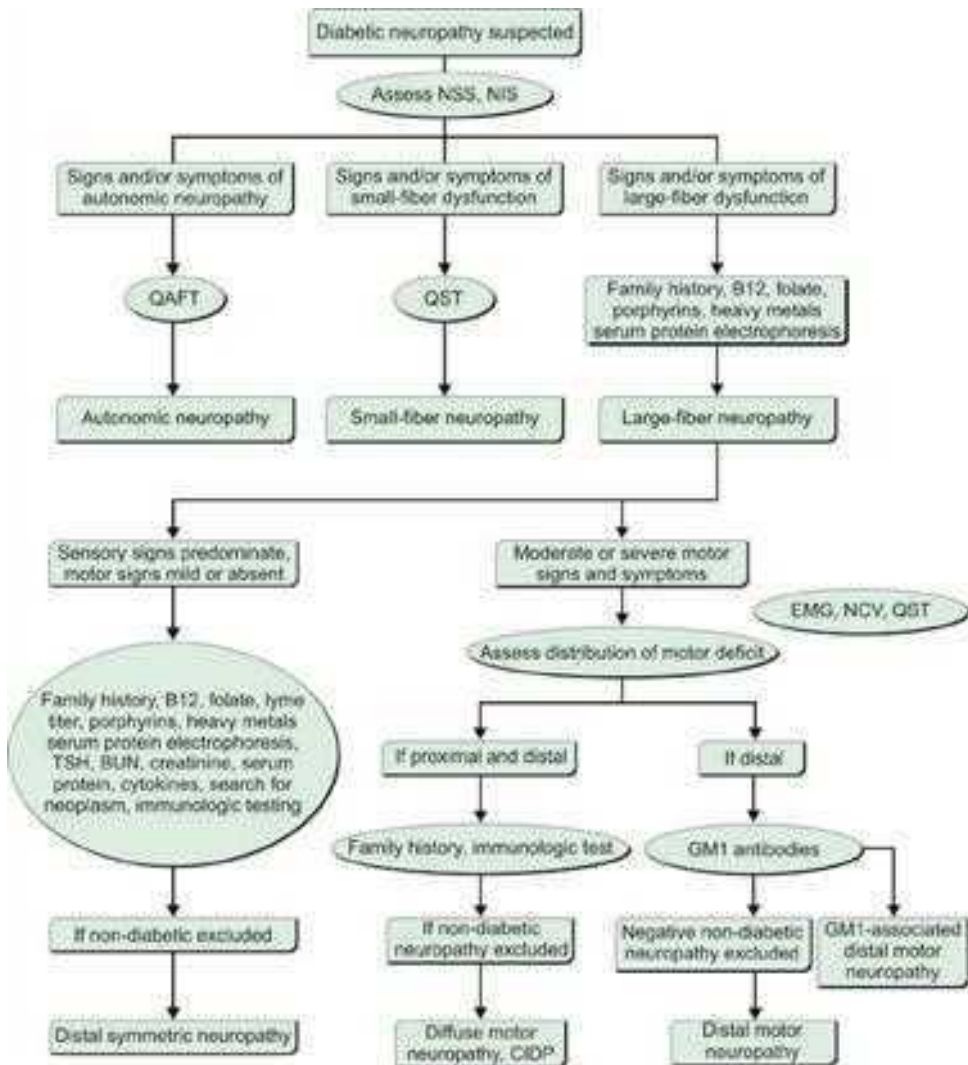 Diabetic neuropathy suspected
Assess NSS, NIS
Signs and/or symptoms of
autonomic neuropathy
Signs and/or symptoms of
small-fiber dysfunction
Signs and/or symptoms of
large-fiber dysfunction
QAFT
QST
Family history, B12, folate,
porphyrins, heavy metals
serum protein electrophoresis
Autonomic neuropathy
Small-fiber neuropathy
Large-fiber neuropathy
Sensory signs predominate,
motor signs mild or absent
Moderate or severe motor
signs and symptoms
EMG, NCV, QST
Assess distribution of motor deficit
Family history, B12, folate, lyme
titer, porphyrins, heavy metals
serum protein electrophoresis,
TSH, BUN, creatinine, serum
protein, cytokines, search for
neoplasm, immunologic testing
If proximal and distal
If distal
Family history, immunologic test
GM1 antibodies
If non-diabetic excluded
If non-diabetic
neuropathy excluded
Negative non-diabetic
neuropathy excluded
GM1-associated
distal motor
neuropathy
Distal symmetric neuropathy
Diffuse motor
neuropathy, CIDP
Distal motor
neuropathy